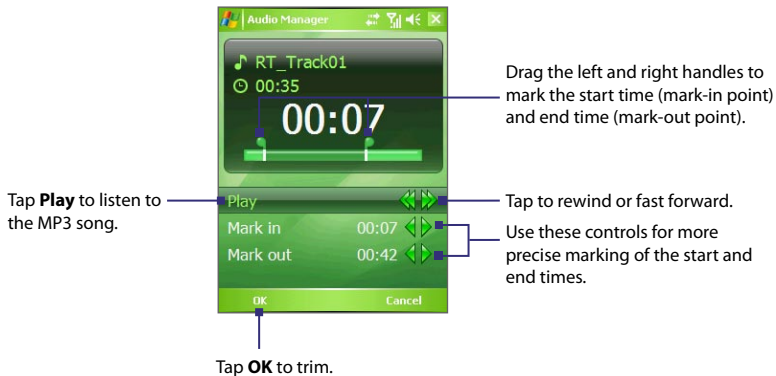 Audio Manager
RT_Track01
00:35
00:07
Drag the left and right handles to
mark the start time (mark-in point)
and end time (mark-out point).
Tap Play to listen to
the MP3 song.
Play
Tap to rewind or fast forward.
Mark in 00:07
Mark out 00:42
Use these controls for more
precise marking of the start and
end times.
OK Cancel
Tap OK to trim.